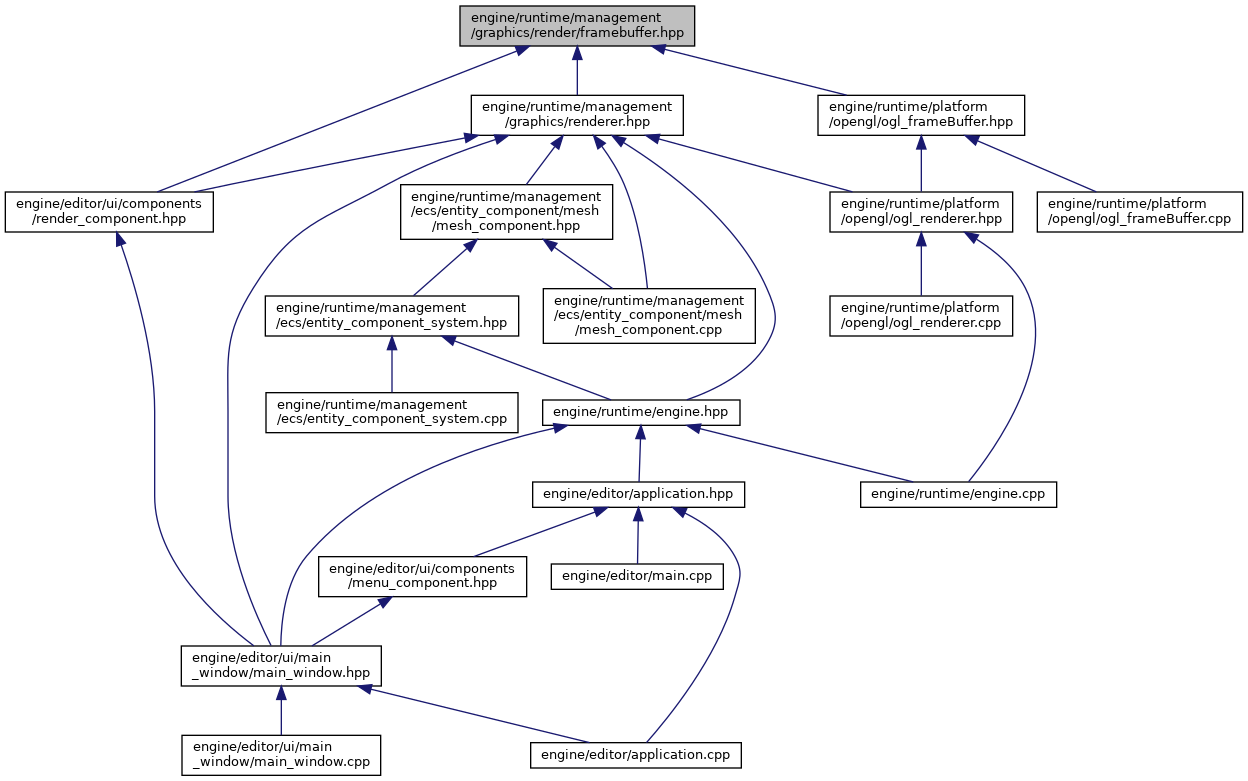 engine/runtime/management
/graphics/render/framebuffer.hpp
engine/runtime/management
/graphics/renderer.hpp
engine/runtime/platform
/opengl/ogl_frameBuffer.hpp
engine/editor/ui/components
/render_component.hpp
engine/runtime/management
/ecs/entity_component/mesh
/mesh_component.hpp
engine/runtime/platform
/opengl/ogl_renderer.hpp
engine/runtime/platform
/opengl/ogl_frameBuffer.cpp
engine/runtime/management
/ecs/entity_component_system.hpp
engine/runtime/management
/ecs/entity_component/mesh
/mesh_component.cpp
engine/runtime/platform
/opengl/ogl_renderer.cpp
engine/runtime/management
/ecs/entity_component_system.cpp
engine/runtime/engine.hpp
engine/editor/application.hpp
engine/runtime/engine.cpp
engine/editor/ui/components
/menu_component.hpp
engine/editor/main.cpp
engine/editor/ui/main
_window/main_window.hpp
engine/editor/ui/main
_window/main_window.cpp
engine/editor/application.cpp